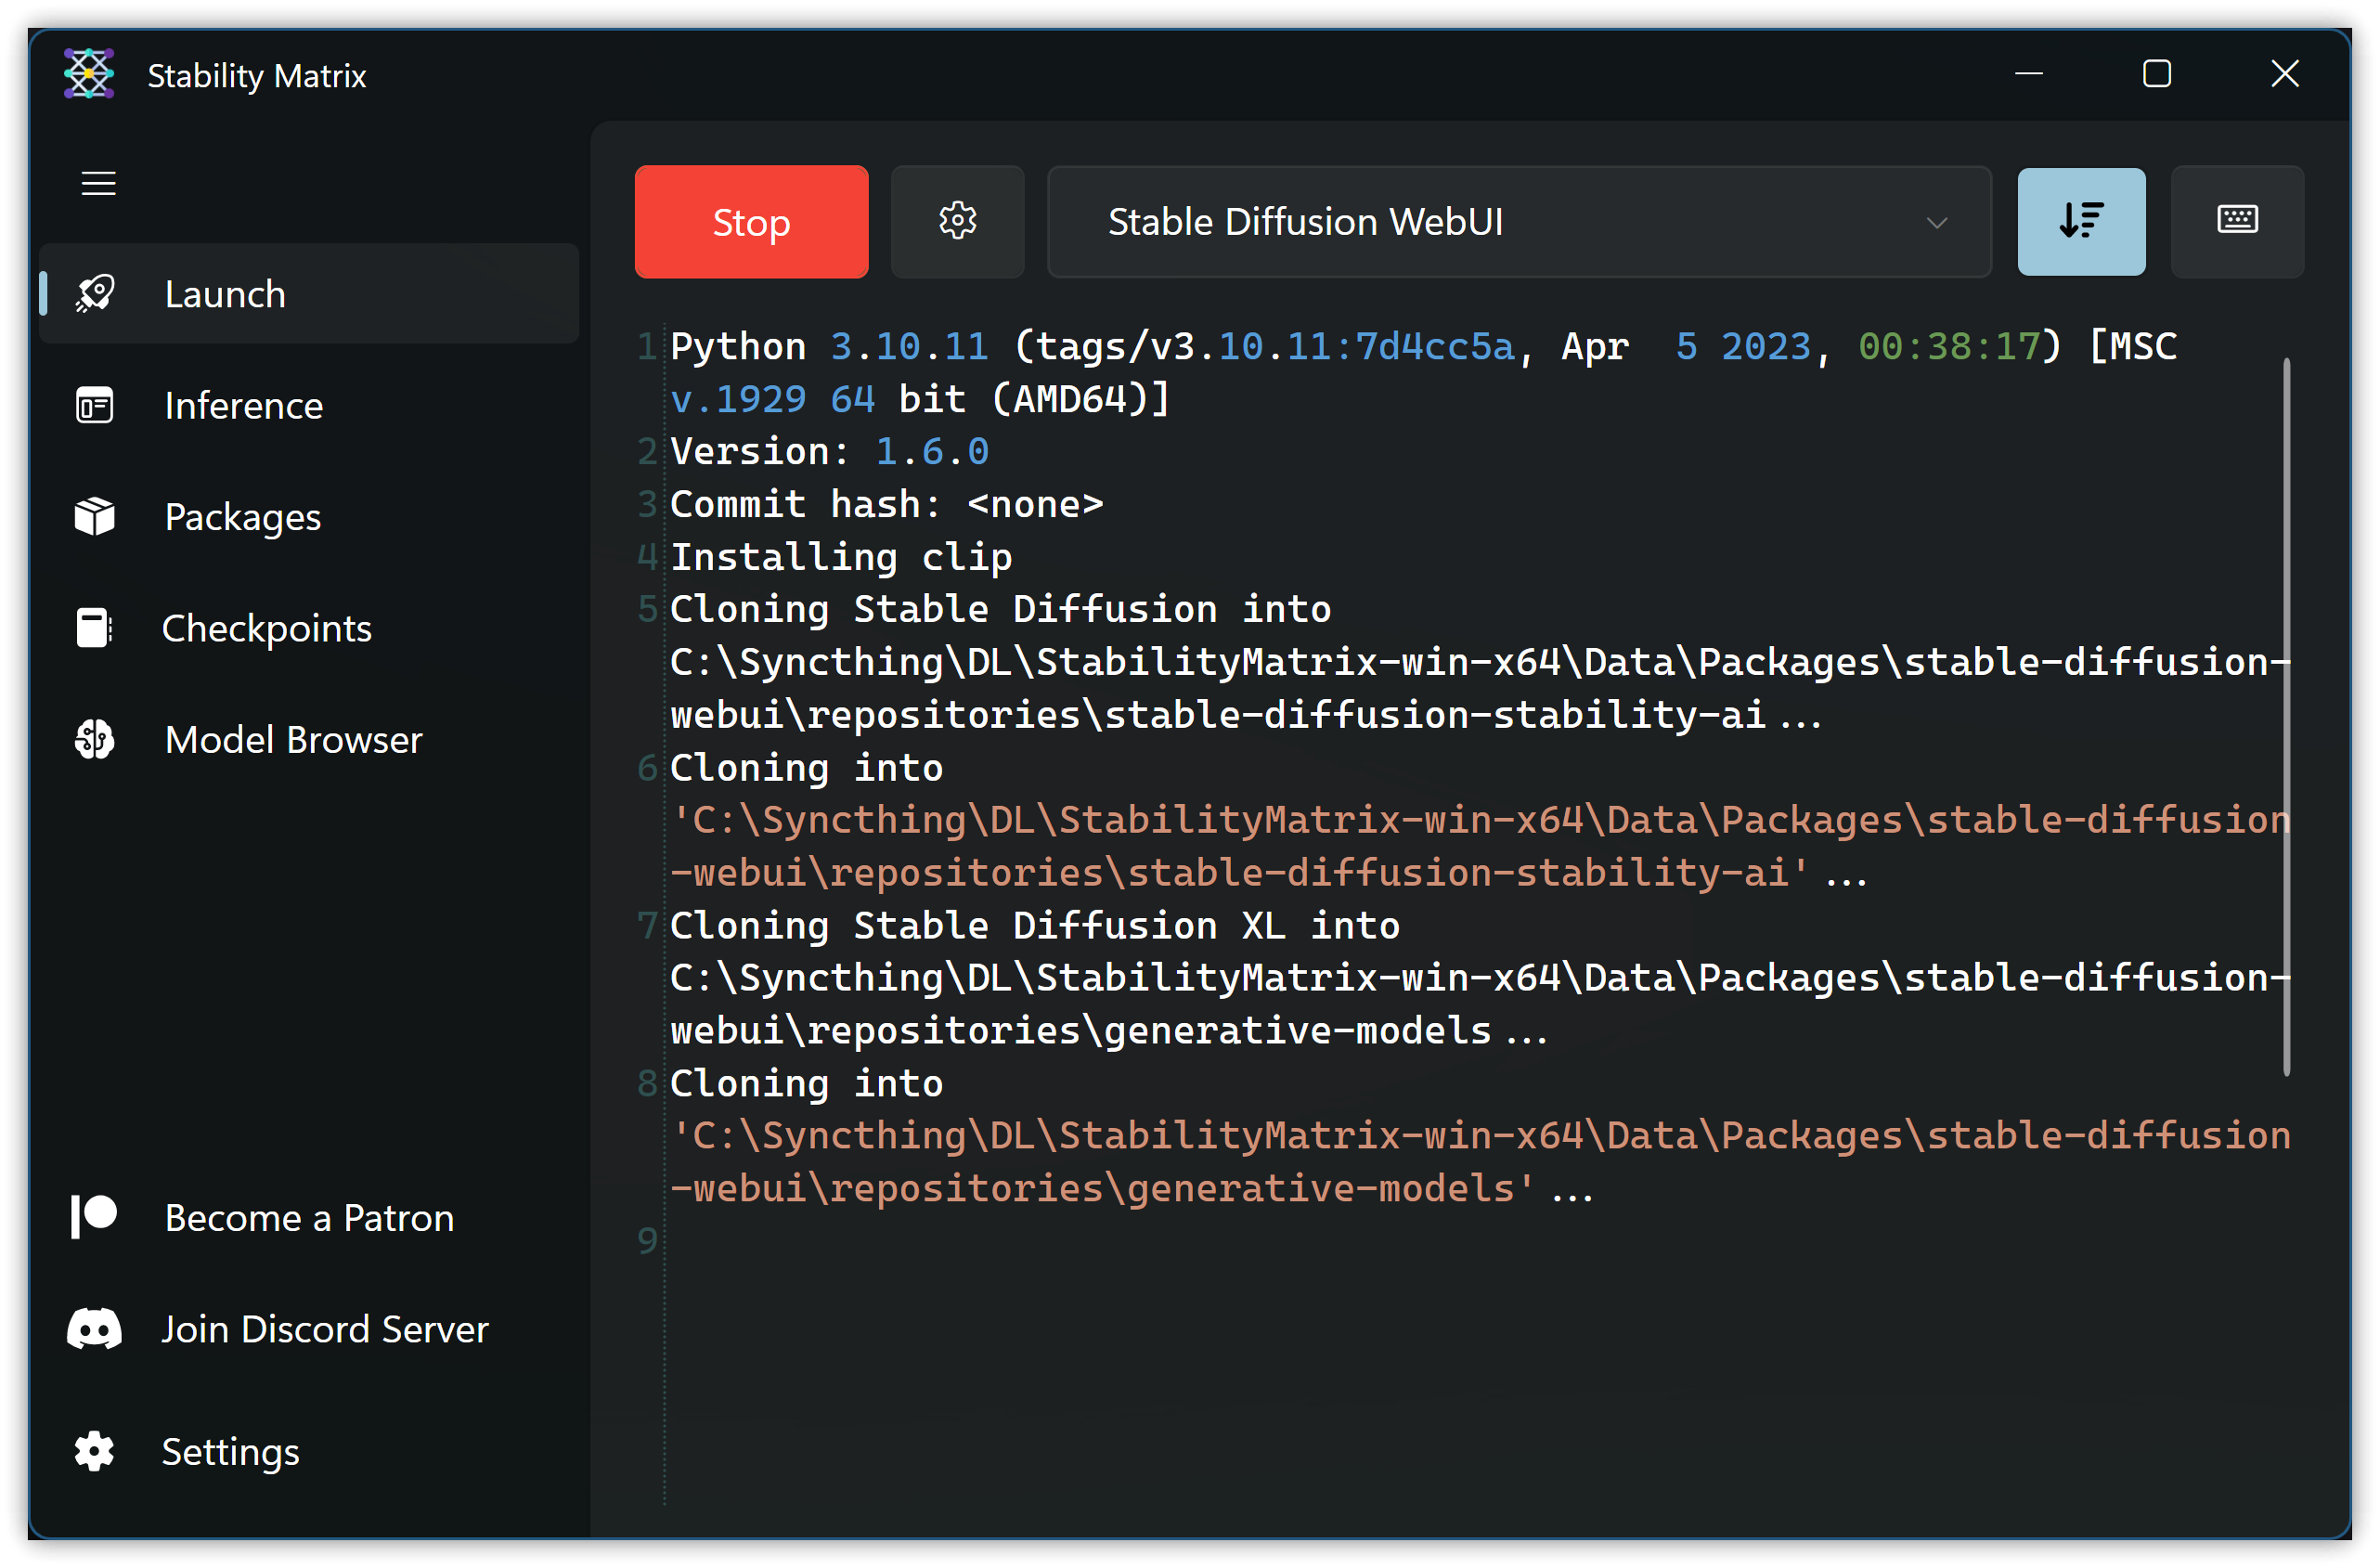 Stability Matrix
Launch
Inference
Packages
Checkpoints
Model Browser
Become a Patron
Join Discord Server
Settings
Stop
Stable Diffusion WebUI
1 Python 3.10.11 (tags/v3.10.11:7d4cc5a, Apr  5 2023, 00:38:17) [MSC
v.1929 64 bit (AMD64)]
2 Version: 1.6.0
3 Commit hash: <none>
4 Installing clip
5 Cloning Stable Diffusion into
C:\Syncthing\DL\StabilityMatrix-win-x64\Data\Packages\stable-diffusion-
webui\repositories\stable-diffusion-stability-ai...
6 Cloning into
'C:\Syncthing\DL\StabilityMatrix-win-x64\Data\Packages\stable-diffusion
-webui\repositories\stable-diffusion-stability-ai'...
7 Cloning Stable Diffusion XL into
C:\Syncthing\DL\StabilityMatrix-win-x64\Data\Packages\stable-diffusion-
webui\repositories\generative-models...
8 Cloning into
'C:\Syncthing\DL\StabilityMatrix-win-x64\Data\Packages\stable-diffusion
-webui\repositories\generative-models'...
9